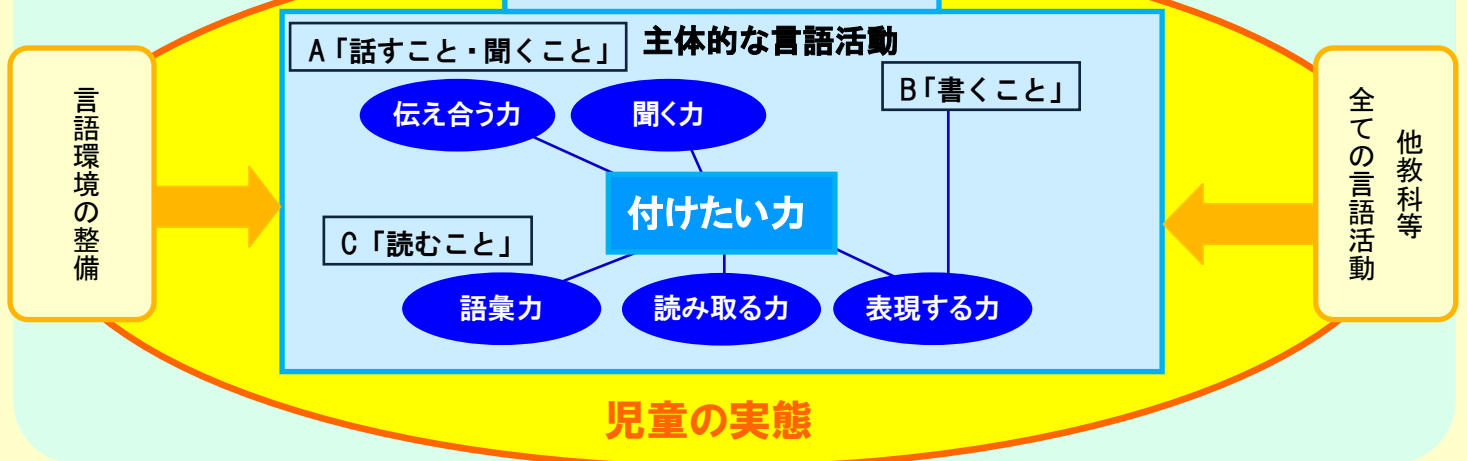 主体的な言語活動
A「話すこと・聞くこと」
B「書くこと」
伝え合う力
聞く力
付けたい力
C「読むこと」
語彙力
読み取る力
表現する力
言語環境の整備
他教科等
全ての言語活動
児童の実態